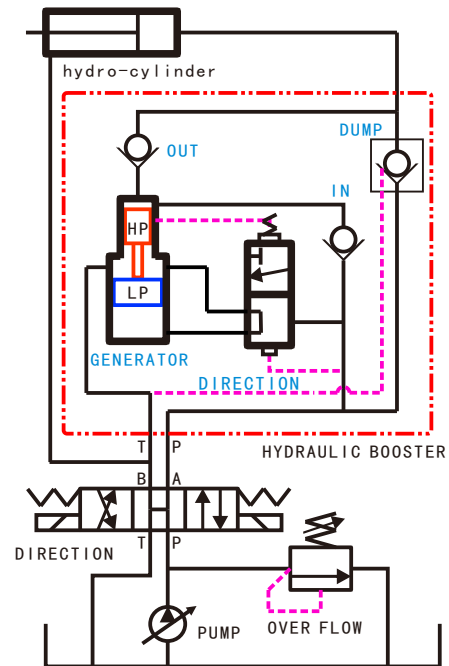 hydro-cylinder
DUMP
OUT
IN
HP
LP
GENERATOR
DIRECTION
T P
HYDRAULIC BOOSTER
B A
DIRECTION
T P
PUMP
OVER FLOW